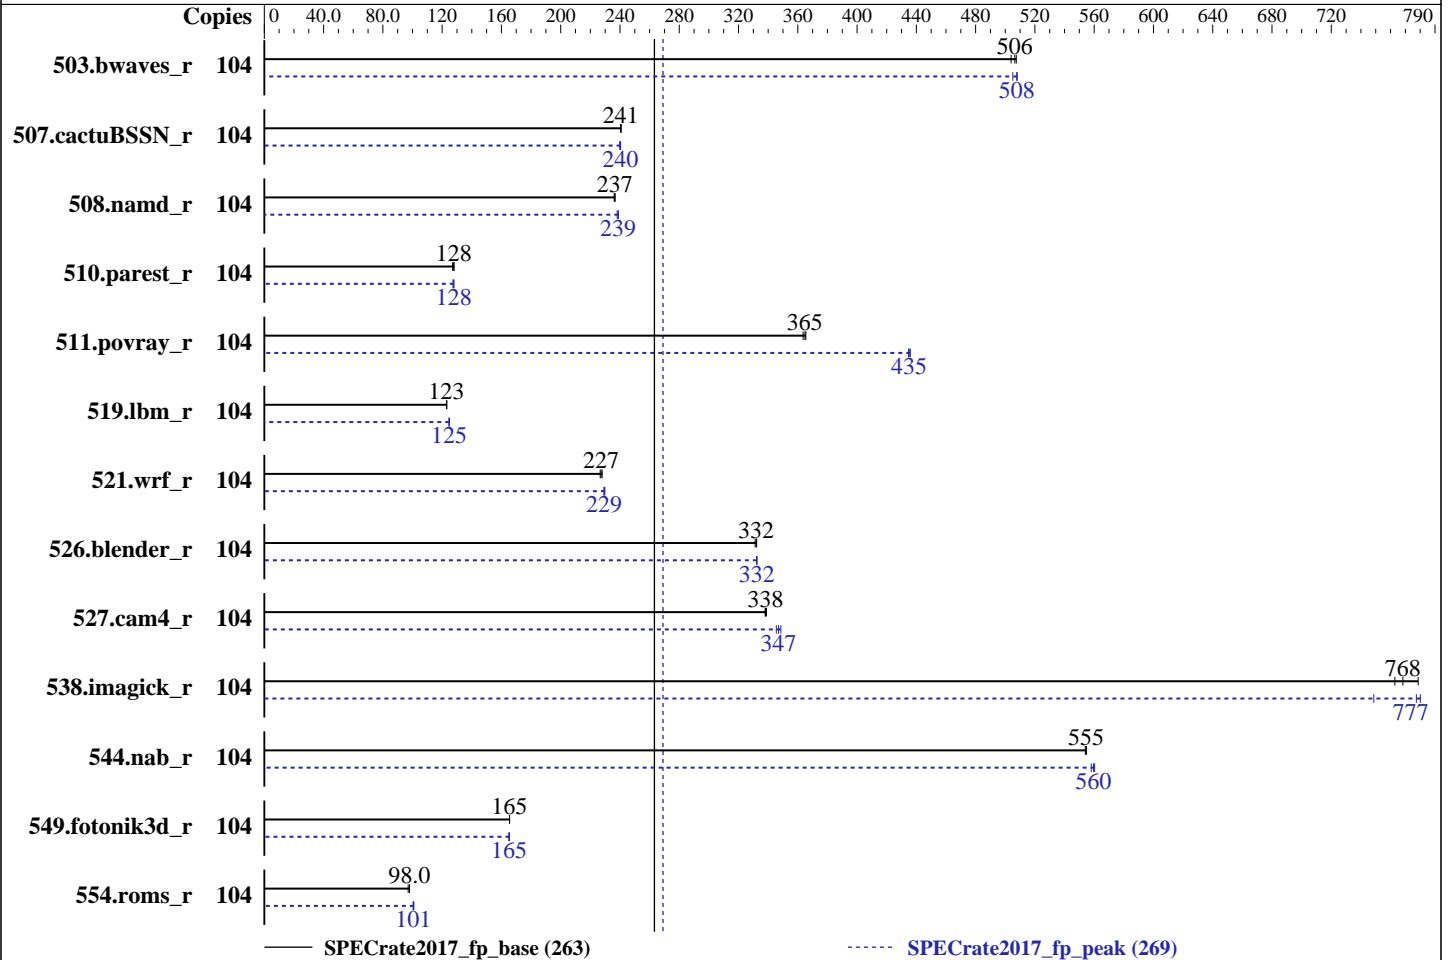 Copies 0 40.0 80.0 120 160 200 240 280 320 360 400 440 480 520 560 600 640 680 720 790
503.bwaves_r 104 506
508
507.cactuBSSN_r 104 241
240
508.namd_r 104 237
239
510.parest_r 104 128
128
511.povray_r 104 365
435
519.lbm_r 104 123
125
521.wrf_r 104 227
229
526.blender_r 104 332
332
527.cam4_r 104 338
347
538.imagick_r 104 768
777
544.nab_r 104 555
560
549.fotonik3d_r 104 165
165
554.roms_r 104 98.0
101
SPECrate2017_fp_base (263) SPECrate2017_fp_peak (269)